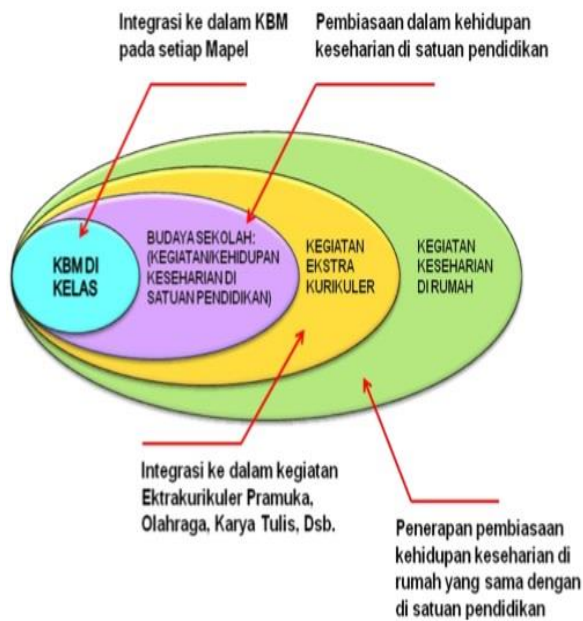 Integrasi ke dalam KBM
pada setiap Mapel
Pembiasaan dalam kehidupan
keseharian di satuan pendidikan
KBM DI
KELAS
BUDAYA SEKOLAH:
(KEGIATAN/KEHIDUPAN
KESEHARIAN DI
SATUAN PENDIDIKAN)
KEGIATAN
EKSTRA
KURIKULER
KEGIATAN
KESEHARIAN
DI RUMAH
Integrasi ke dalam kegiatan
Ektrakurikuler Pramuka,
Olahraga, Karya Tulis, Dsb.
Penerapan pembiasaan
kehidupan keseharian di
rumah yang sama dengan
di satuan pendidikan